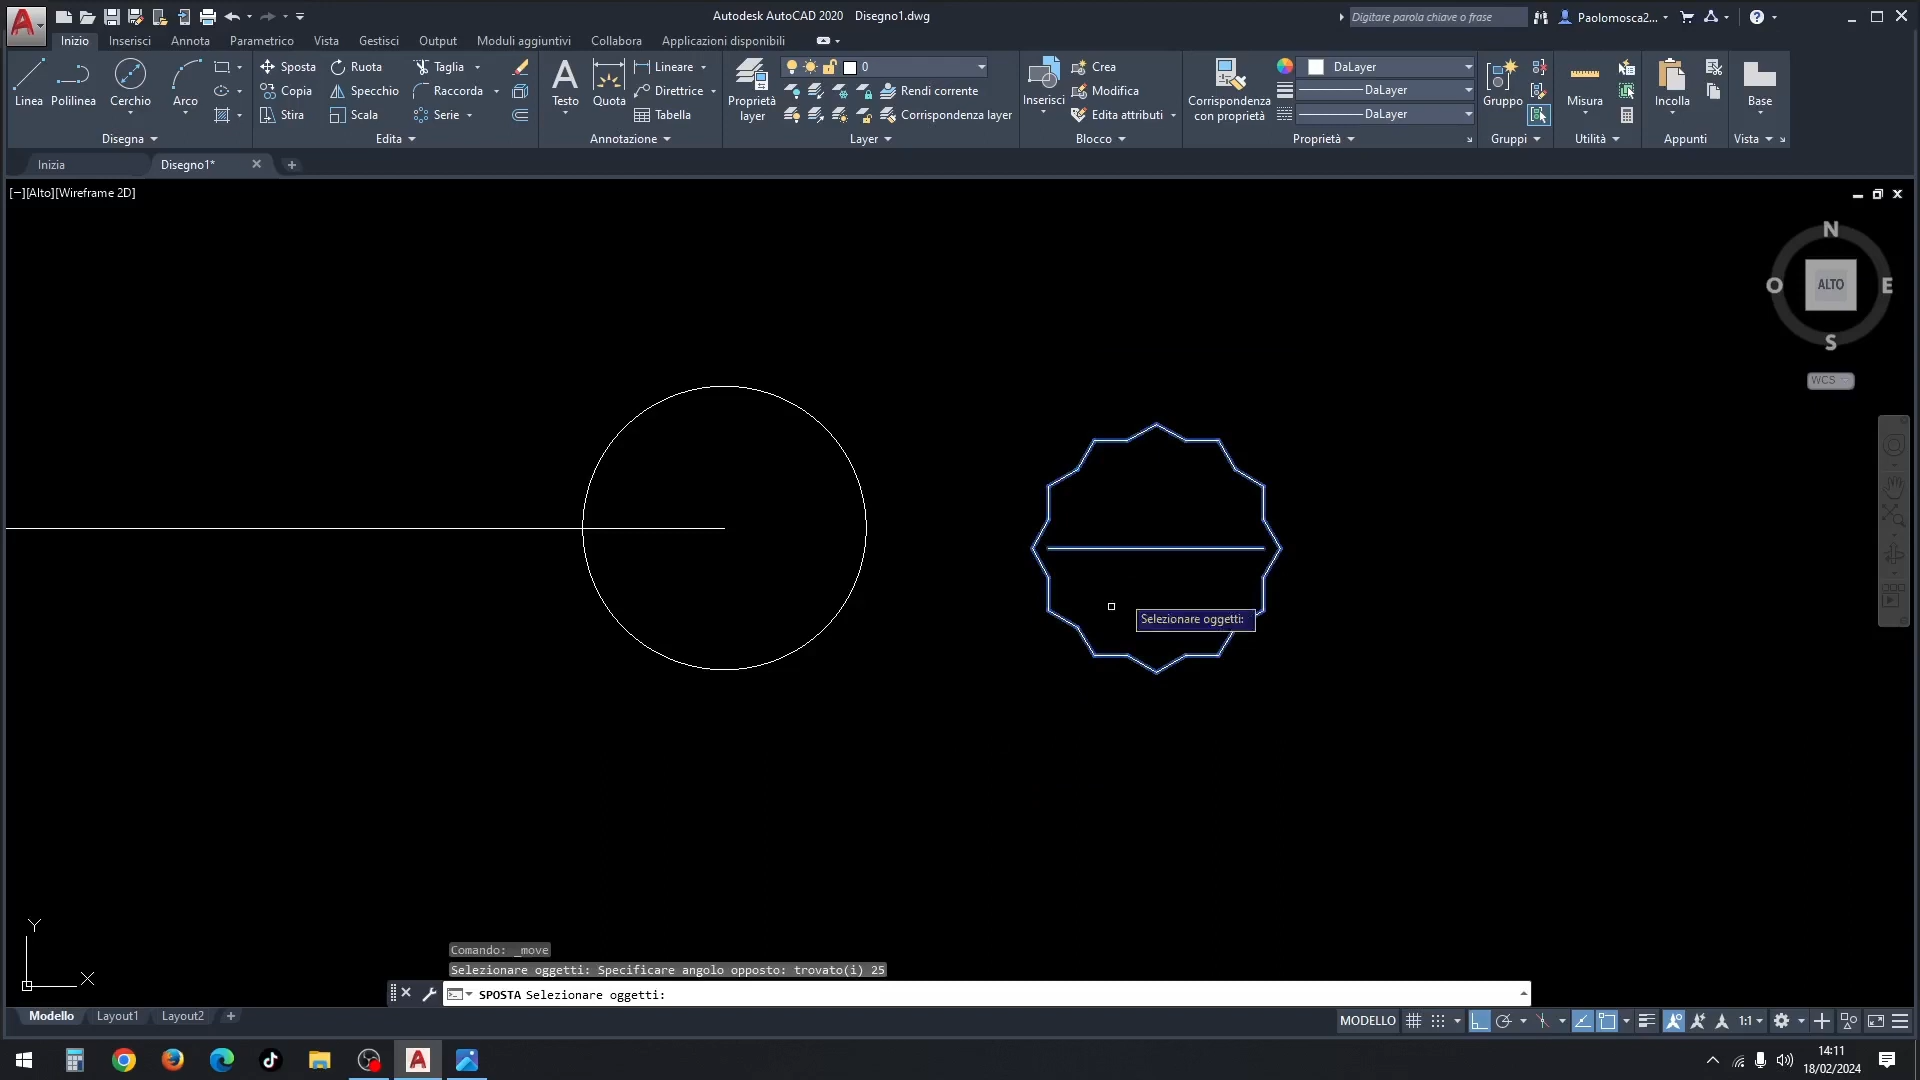 Autodesk AutoCAD 2020 Disegno1.dwg
Digitare parola chiave o frase
Paolomosca2...
Inizio Inserisci Annota Parametrico Vista Gestisci Output Moduli aggiuntivi Collabora Applicazioni disponibili
Linea Polilinea Cerchio Arco
Sposta Ruota Taglia
Copia Specchio Raccorda
Stira Scala Serie
Testo Quota
Lineare
Direttrice
Tabella
Proprietà
layer
0
Rendi corrente
Corrispondenza layer
Inserisci
Crea
Modifica
Edita attributi
Corrispondenza
con proprietà
DaLayer
DaLayer
DaLayer
Gruppo
Misura
Incolla
Base
Disegna Edita Annotazione Layer Blocco Proprietà Gruppi Utilità Appunti Vista
Inizia Disegno1*
[−][Alto][Wireframe 2D]
N
O ALTO E
S
WCS
Selezionare oggetti:
Y
X
Comando: _move
Selezionare oggetti: Specificare angolo opposto: trovato(i) 25
SPOSTA Selezionare oggetti:
Modello Layout1 Layout2
MODELLO
1:1
14:11
18/02/2024